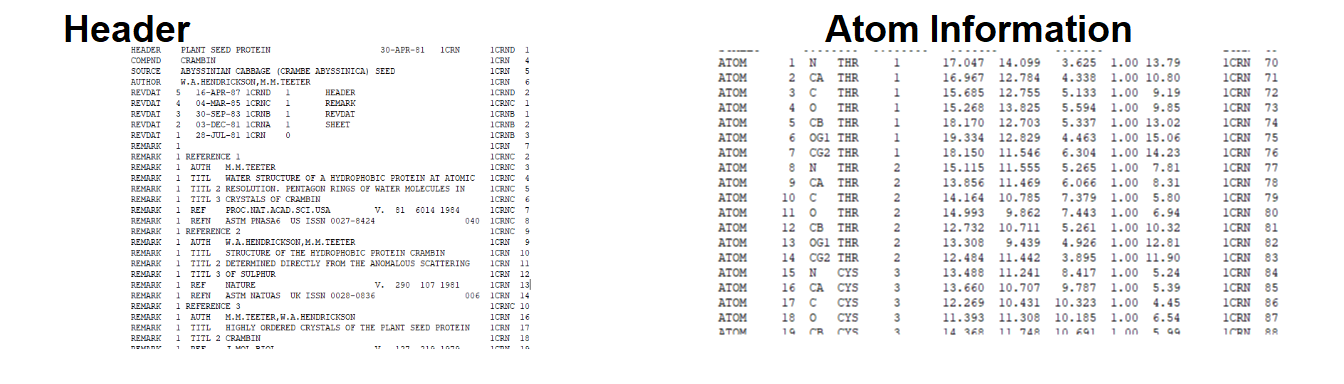 Header
HEADER PLANT SEED PROTEIN 30-APR-81 1CRN 1CRND 1
COMPND CRAMBIN 1CRN 4
SOURCE ABYSSINIAN CABBAGE (CRAMBE ABYSSINICA) SEED 1CRN 5
AUTHOR W.A.HENDRICKSON,M.M.TEETER 1CRN 6
REVDAT 5 16-APR-87 1CRND 1 HEADER 1CRND 2
REVDAT 4 04-MAR-85 1CRNC 1 REMARK 1CRNC 1
REVDAT 3 30-SEP-83 1CRNB 1 REVDAT 1CRNB 1
REVDAT 2 03-DEC-81 1CRNA 1 SHEET 1CRNB 2
REVDAT 1 28-JUL-81 1CRN 0 1CRNB 3
REMARK 1 1CRN 7
REMARK 1 REFERENCE 1 1CRNC 2
REMARK 1 AUTH M.M.TEETER 1CRNC 3
REMARK 1 TITL WATER STRUCTURE OF A HYDROPHOBIC PROTEIN AT ATOMIC 1CRNC 4
REMARK 1 TITL 2 RESOLUTION. PENTAGON RINGS OF WATER MOLECULES IN 1CRNC 5
REMARK 1 TITL 3 CRYSTALS OF CRAMBIN 1CRNC 6
REMARK 1 REF PROC.NAT.ACAD.SCI.USA V. 81 6014 1984 1CRNC 7
REMARK 1 REFN ASTM PNASA6 US ISSN 0027-8424 040 1CRNC 8
REMARK 1 REFERENCE 2 1CRNC 9
REMARK 1 AUTH W.A.HENDRICKSON,M.M.TEETER 1CRN 9
REMARK 1 TITL STRUCTURE OF THE HYDROPHOBIC PROTEIN CRAMBIN 1CRN 10
REMARK 1 TITL 2 DETERMINED DIRECTLY FROM THE ANOMALOUS SCATTERING 1CRN 11
REMARK 1 TITL 3 OF SULPHUR 1CRN 12
REMARK 1 REF NATURE V. 290 107 1981 1CRN 13
REMARK 1 REFN ASTM NATUAS UK ISSN 0028-0836 006 1CRN 14
REMARK 1 REFERENCE 3 1CRNC 10
REMARK 1 AUTH M.M.TEETER,W.A.HENDRICKSON 1CRN 16
REMARK 1 TITL HIGHLY ORDERED CRYSTALS OF THE PLANT SEED PROTEIN 1CRN 17
REMARK 1 TITL 2 CRAMBIN 1CRN 18
Atom Information
ATOM 1 N THR 1 17.047 14.099 3.625 1.00 13.79 1CRN 70
ATOM 2 CA THR 1 16.967 12.784 4.338 1.00 10.80 1CRN 71
ATOM 3 C THR 1 15.685 12.755 5.133 1.00 9.19 1CRN 72
ATOM 4 O THR 1 15.268 13.825 5.594 1.00 9.85 1CRN 73
ATOM 5 CB THR 1 18.170 12.703 5.337 1.00 13.02 1CRN 74
ATOM 6 OG1 THR 1 19.334 12.829 4.463 1.00 15.06 1CRN 75
ATOM 7 CG2 THR 1 18.150 11.546 6.304 1.00 14.23 1CRN 76
ATOM 8 N THR 2 15.115 11.555 5.265 1.00 7.81 1CRN 77
ATOM 9 CA THR 2 13.856 11.469 6.066 1.00 8.31 1CRN 78
ATOM 10 C THR 2 14.164 10.785 7.379 1.00 5.80 1CRN 79
ATOM 11 O THR 2 14.993 9.862 7.443 1.00 6.94 1CRN 80
ATOM 12 CB THR 2 12.732 10.711 5.261 1.00 10.32 1CRN 81
ATOM 13 OG1 THR 2 13.308 9.439 4.926 1.00 12.81 1CRN 82
ATOM 14 CG2 THR 2 12.484 11.442 3.895 1.00 11.90 1CRN 83
ATOM 15 N CYS 3 13.488 11.241 8.417 1.00 5.24 1CRN 84
ATOM 16 CA CYS 3 13.660 10.707 9.787 1.00 5.39 1CRN 85
ATOM 17 C CYS 3 12.269 10.431 10.323 1.00 4.45 1CRN 86
ATOM 18 O CYS 3 11.393 11.308 10.185 1.00 6.54 1CRN 87
ATOM 19 CB CYS 3 14.368 11.748 10.691 1.00 5.99 1CRN 88